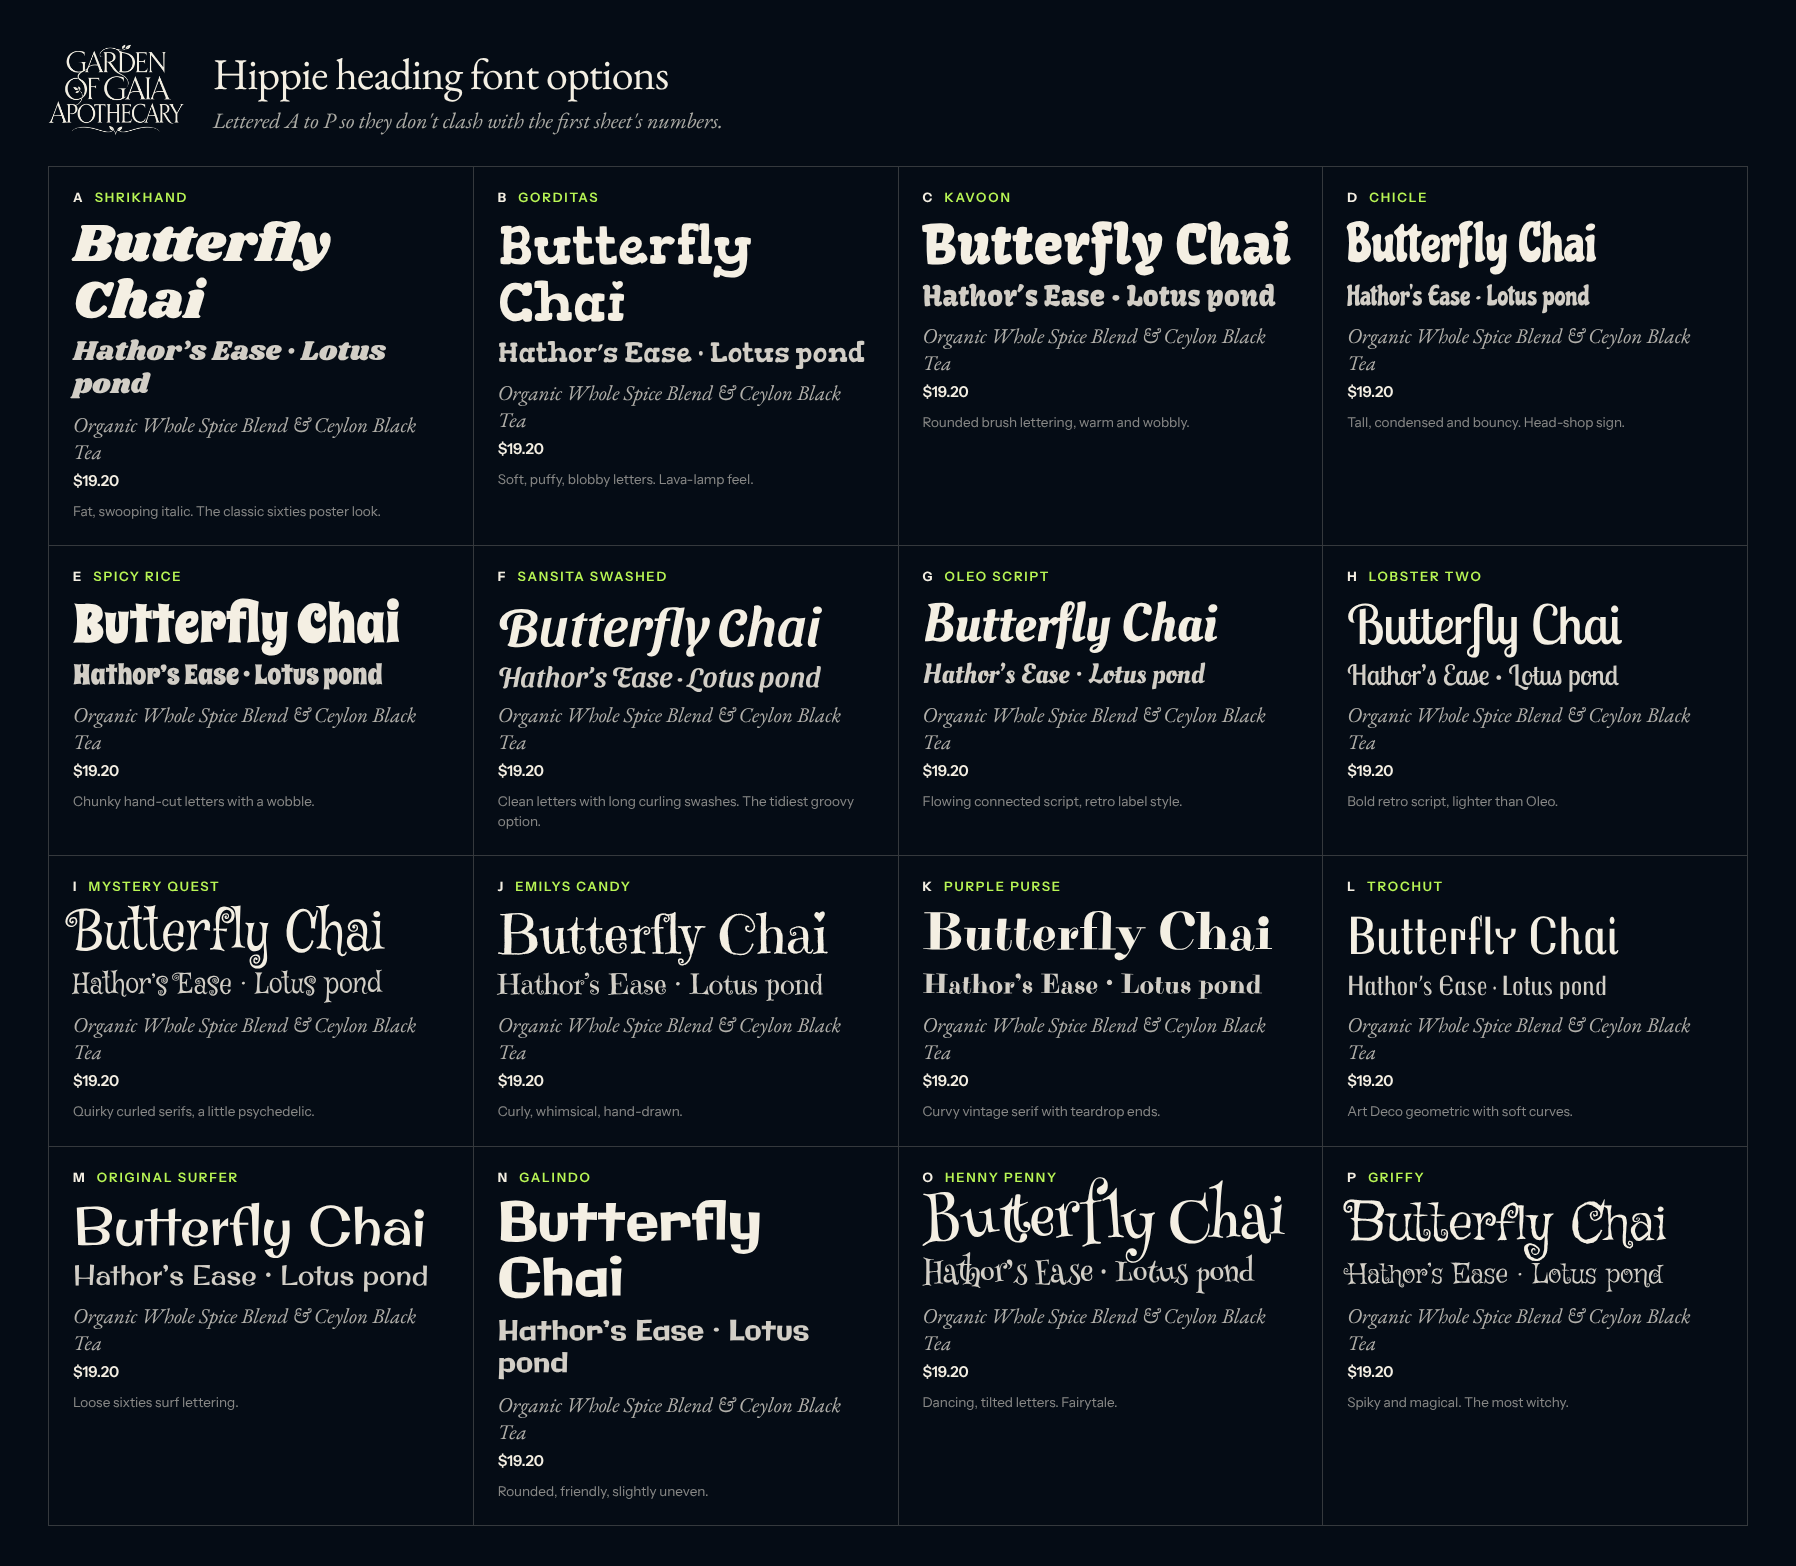 GARDEN
OF GAIA
APOTHECARY
Hippie heading font options
Lettered A to P so they don't clash with the first sheet's numbers.
A SHRIKHAND
Butterfly
Chai
Hathor's Ease · Lotus
pond
Organic Whole Spice Blend & Ceylon Black
Tea
$19.20
Fat, swooping italic. The classic sixties poster look.
B GORDITAS
Butterfly
Chai
Hathor's Ease · Lotus pond
Organic Whole Spice Blend & Ceylon Black
Tea
$19.20
Soft, puffy, blobby letters. Lava-lamp feel.
C KAVOON
Butterfly Chai
Hathor's Ease · Lotus pond
Organic Whole Spice Blend & Ceylon Black
Tea
$19.20
Rounded brush lettering, warm and wobbly.
D CHICLE
Butterfly Chai
Hathor's Ease · Lotus pond
Organic Whole Spice Blend & Ceylon Black
Tea
$19.20
Tall, condensed and bouncy. Head-shop sign.
E SPICY RICE
Butterfly Chai
Hathor's Ease · Lotus pond
Organic Whole Spice Blend & Ceylon Black
Tea
$19.20
Chunky hand-cut letters with a wobble.
F SANSITA SWASHED
Butterfly Chai
Hathor's Ease · Lotus pond
Organic Whole Spice Blend & Ceylon Black
Tea
$19.20
Clean letters with long curling swashes. The tidiest groovy
option.
G OLEO SCRIPT
Butterfly Chai
Hathor's Ease · Lotus pond
Organic Whole Spice Blend & Ceylon Black
Tea
$19.20
Flowing connected script, retro label style.
H LOBSTER TWO
Butterfly Chai
Hathor's Ease · Lotus pond
Organic Whole Spice Blend & Ceylon Black
Tea
$19.20
Bold retro script, lighter than Oleo.
I MYSTERY QUEST
Butterfly Chai
Hathor's Ease · Lotus pond
Organic Whole Spice Blend & Ceylon Black
Tea
$19.20
Quirky curled serifs, a little psychedelic.
J EMILYS CANDY
Butterfly Chai
Hathor's Ease · Lotus pond
Organic Whole Spice Blend & Ceylon Black
Tea
$19.20
Curly, whimsical, hand-drawn.
K PURPLE PURSE
Butterfly Chai
Hathor's Ease · Lotus pond
Organic Whole Spice Blend & Ceylon Black
Tea
$19.20
Curvy vintage serif with teardrop ends.
L TROCHUT
Butterfly Chai
Hathor's Ease · Lotus pond
Organic Whole Spice Blend & Ceylon Black
Tea
$19.20
Art Deco geometric with soft curves.
M ORIGINAL SURFER
Butterfly Chai
Hathor's Ease · Lotus pond
Organic Whole Spice Blend & Ceylon Black
Tea
$19.20
Loose sixties surf lettering.
N GALINDO
Butterfly
Chai
Hathor's Ease · Lotus
pond
Organic Whole Spice Blend & Ceylon Black
Tea
$19.20
Rounded, friendly, slightly uneven.
O HENNY PENNY
Butterfly Chai
Hathor's Ease · Lotus pond
Organic Whole Spice Blend & Ceylon Black
Tea
$19.20
Dancing, tilted letters. Fairytale.
P GRIFFY
Butterfly Chai
Hathor's Ease · Lotus pond
Organic Whole Spice Blend & Ceylon Black
Tea
$19.20
Spiky and magical. The most witchy.